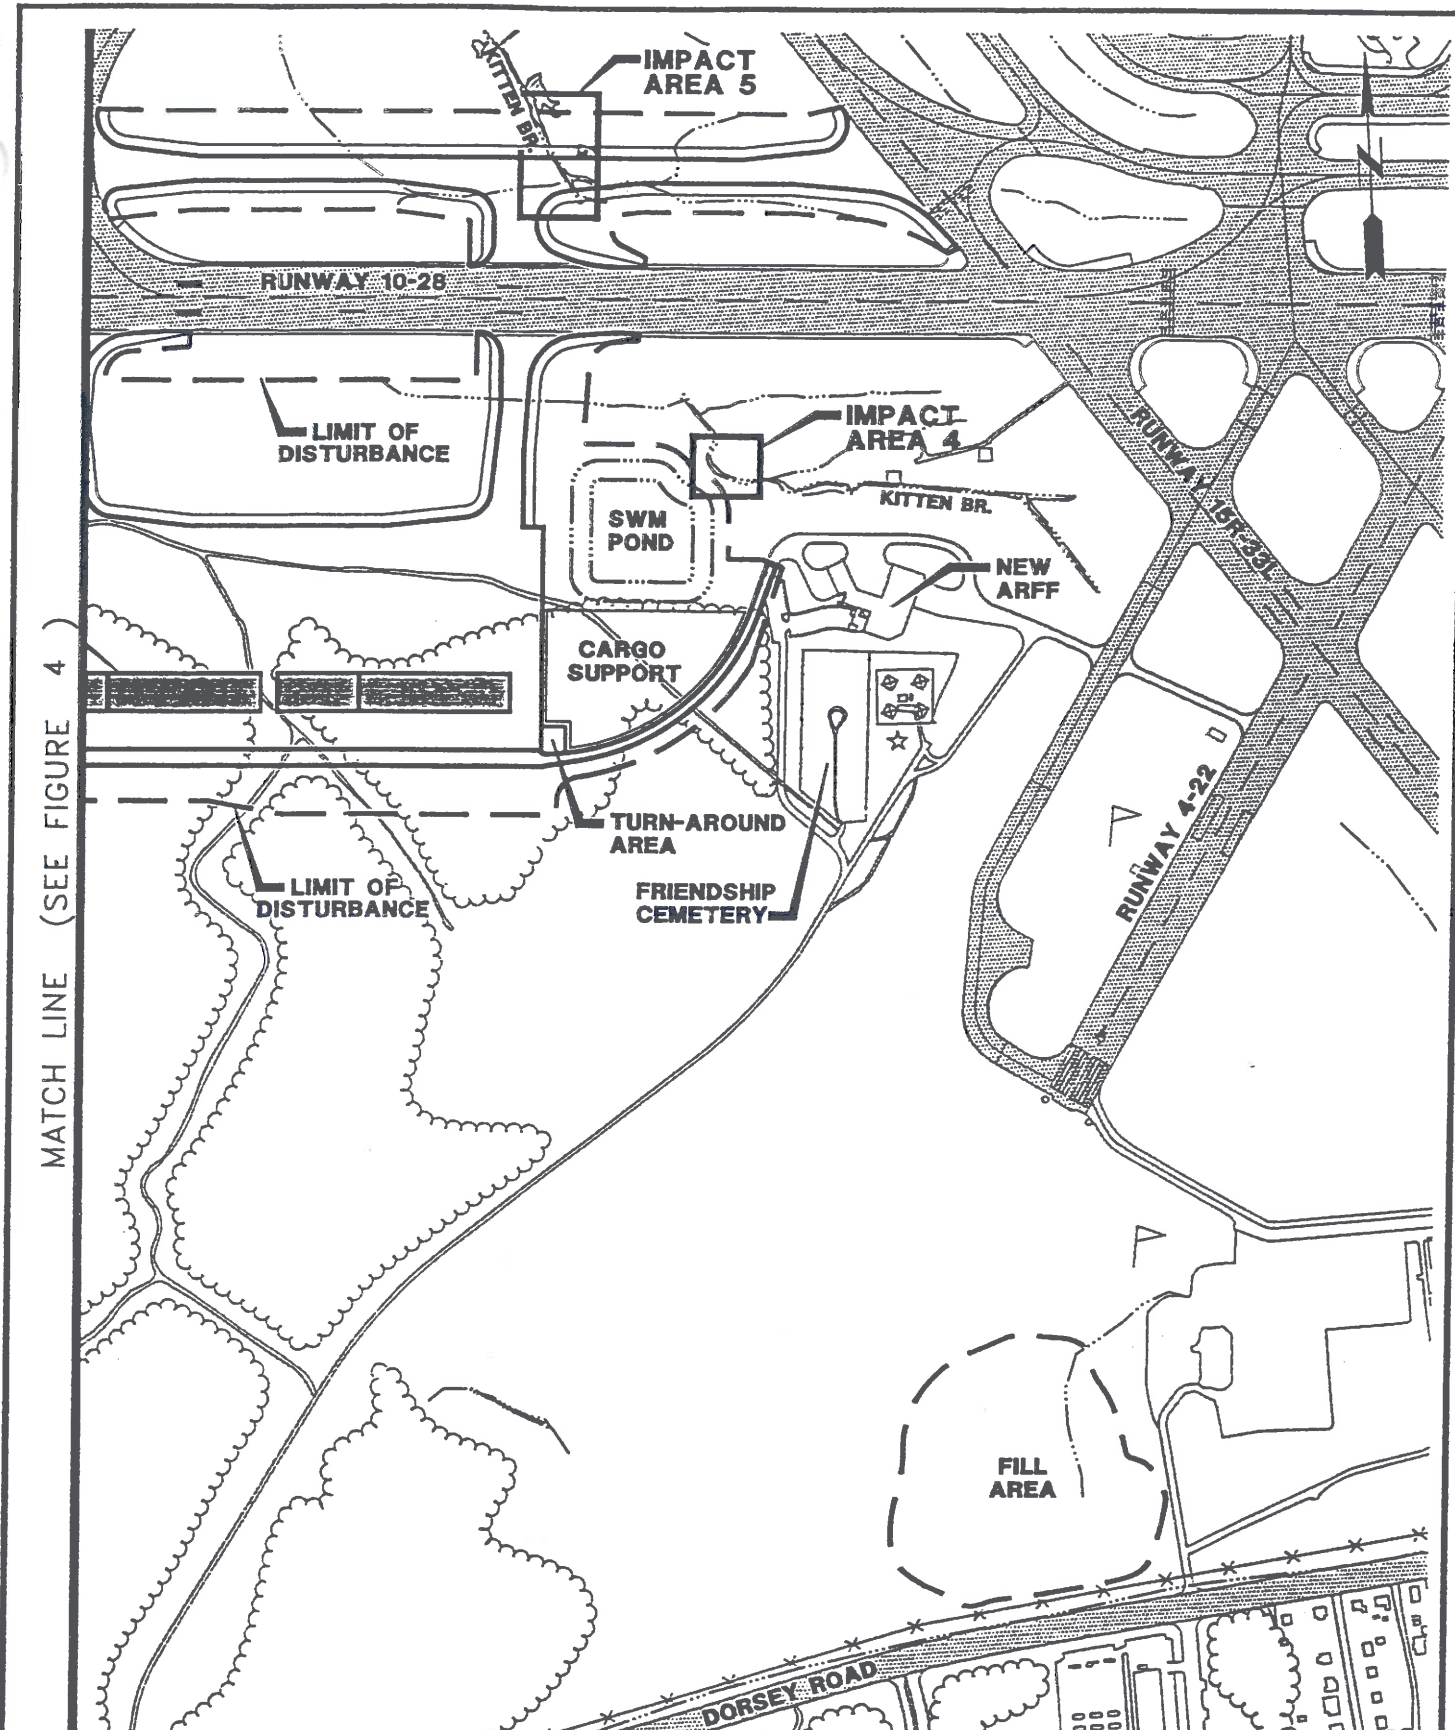 KITTEN BR.
IMPACT
AREA 5
RUNWAY 10-28
LIMIT OF
DISTURBANCE
IMPACT
AREA 4
KITTEN BR.
RUNWAY 15R-33L
SWM
POND
NEW
ARFF
CARGO
SUPPORT
MATCH LINE (SEE FIGURE 4 )
RUNWAY 4-22
TURN-AROUND
AREA
LIMIT OF
DISTURBANCE
FRIENDSHIP
CEMETERY
FILL
AREA
DORSEY ROAD